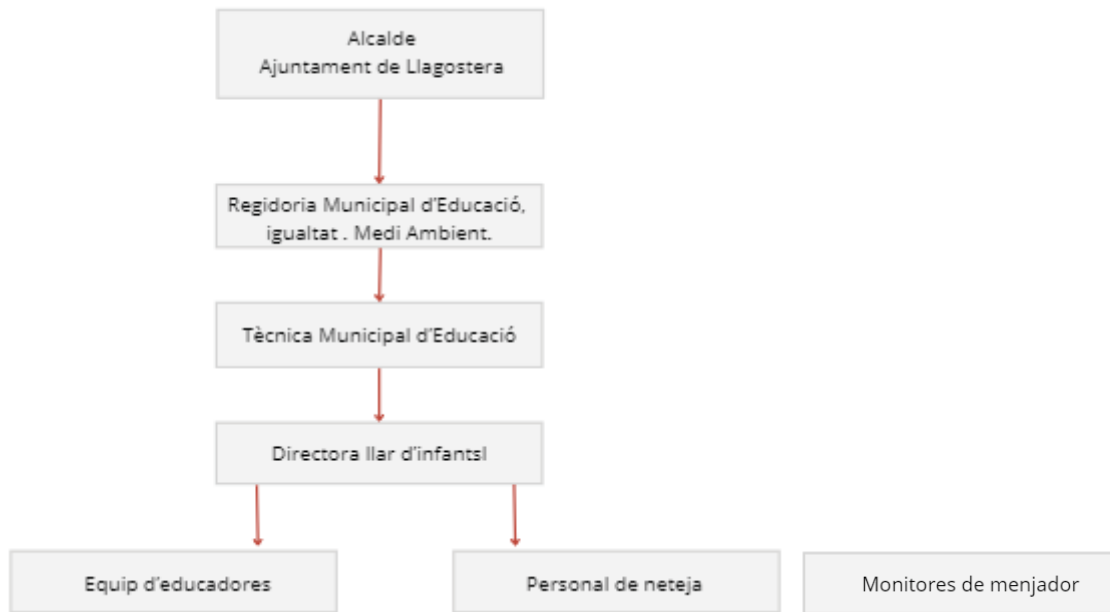 Alcalde
Ajuntament de Llagostera
Regidoria Municipal d'Educació,
igualtat . Medi Ambient.
Tècnica Municipal d'Educació
Directora llar d'infantsl
Equip d'educadores
Personal de neteja
Monitores de menjador